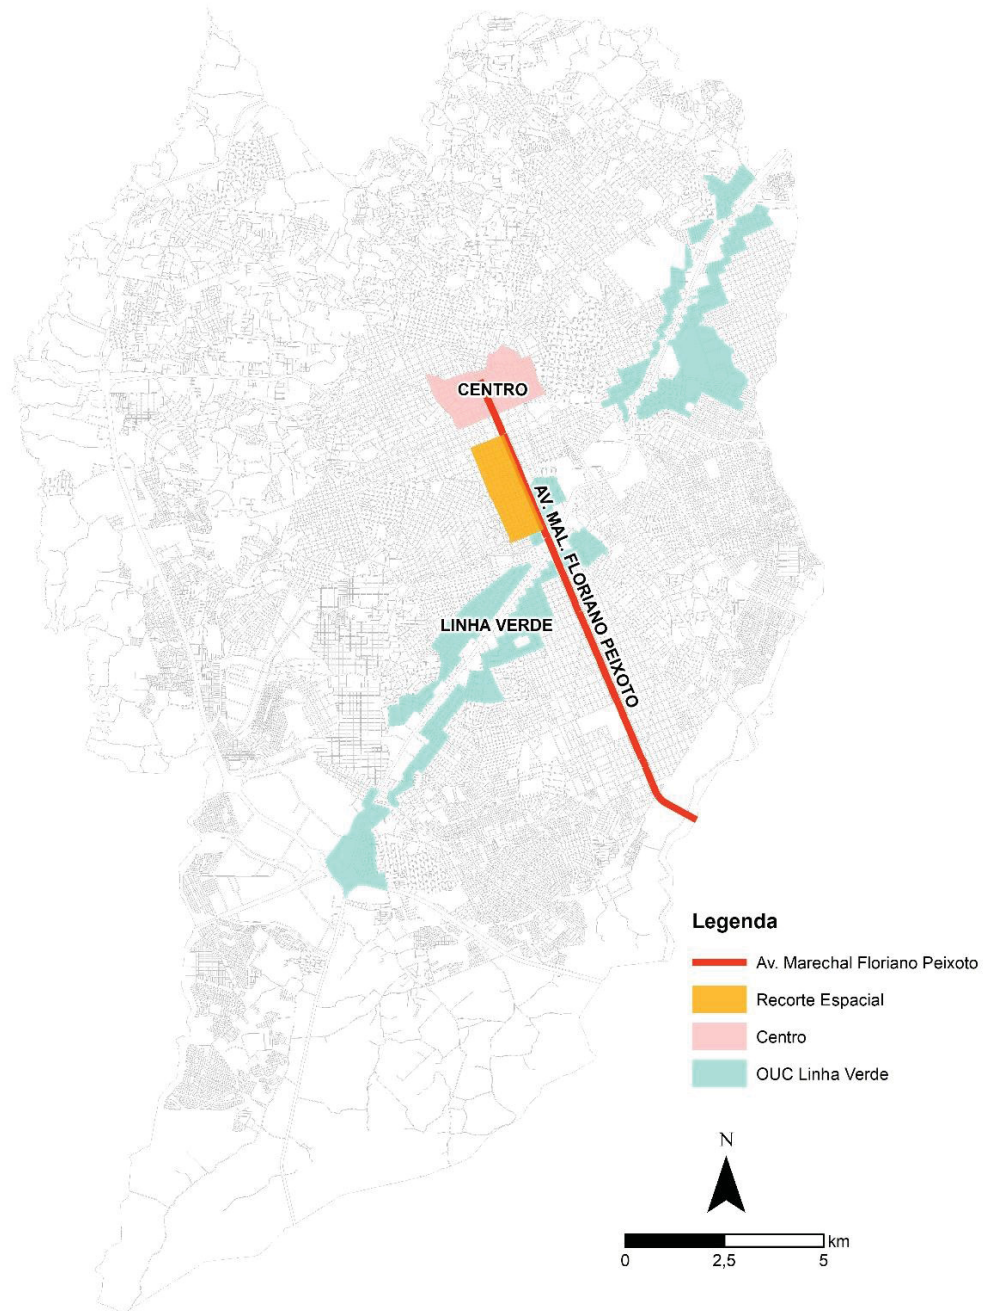 CENTRO
AV. MAL. FLORIANO PEIXOTO
LINHA VERDE
Legenda
Av. Marechal Floriano Peixoto
Recorte Espacial
Centro
OUC Linha Verde
N
km
0 2,5 5